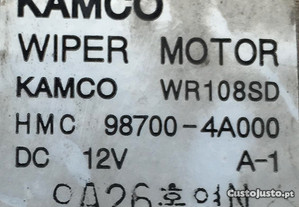 KAMCO
WIPER MOTOR
KAMCO WR108SD
HMC 98700-4A000
DC 12V A-1
CustoJusto.pt